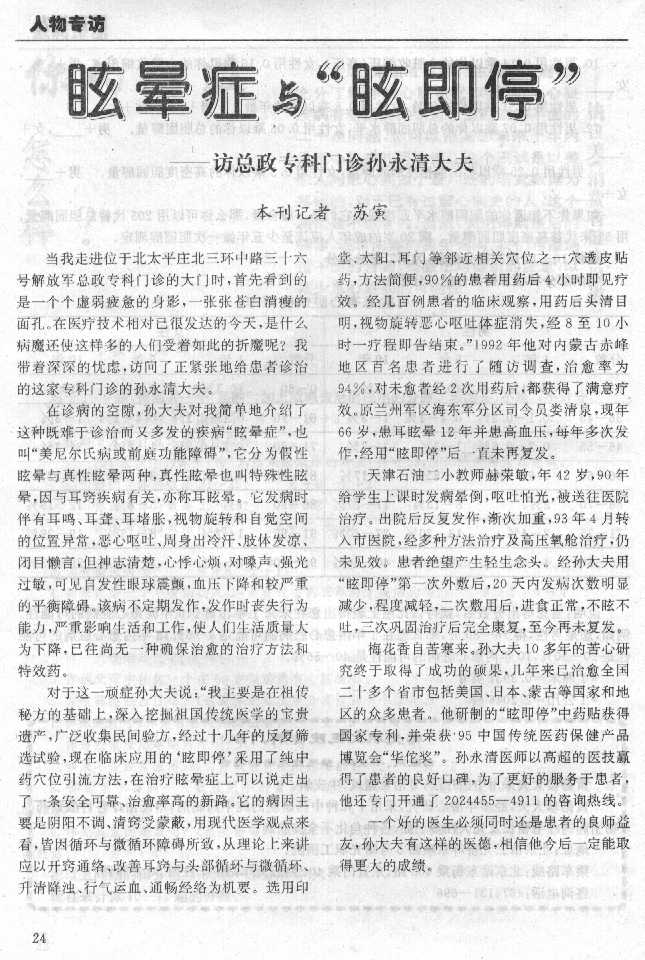 人物专访
眩晕症与“眩即停”
——访总政专科门诊孙永清大夫
本刊记者 苏寅
当我走进位于北太平庄北三环中路三十六
号解放军总政专科门诊的大门时,首先看到的
是一个个虚弱疲惫的身影,一张张苍白消瘦的
面孔。在医疗技术相对已很发达的今天,是什么
病魔还使这样多的人们受着如此的折魔呢?我
带着深深的忧虑,访问了正紧张地给患者诊治
的这家专科门诊的孙永清大夫。
在诊病的空隙,孙大夫对我简单地介绍了
这种既难于诊治而又多发的疾病“眩晕症”,也
叫“美尼尔氏病或前庭功能障碍”,它分为假性
眩晕与真性眩晕两种,真性眩晕也叫特殊性眩
晕,因与耳窍疾病有关,亦称耳眩晕。它发病时
伴有耳鸣、耳聋、耳堵胀,视物旋转和自觉空间
的位置异常,恶心呕吐、周身出冷汗、肢体发凉、
闭目懒言,但神志清楚,心悸心烦,对嗓声、强光
过敏,可见自发性眼球震颤,血压下降和较严重
的平衡障碍。该病不定期发作,发作时丧失行为
能力,严重影响生活和工作,使人们生活质量大
为下降,已往尚无一种确保治愈的治疗方法和
特效药。
对于这一顽症孙大夫说:“我主要是在祖传
秘方的基础上,深入挖掘祖国传统医学的宝贵
遗产,广泛收集民间验方,经过十几年的反复筛
选试验,现在临床应用的‘眩即停’采用了纯中
药穴位引流方法,在治疗眩晕症上可以说走出
了一条安全可靠、治愈率高的新路。它的病因主
要是阴阳不调、清窍受蒙蔽,用现代医学观点来
看,皆因循环与微循环障碍所致,从理论上来讲
应以开窍通络、改善耳窍与头部循环与微循环、
升清降浊、行气运血、通畅经络为机要。选用印
堂、太阳、耳门等邻近相关穴位之一穴透皮贴
药,方法简便,90%的患者用药后4小时即见疗
效。经几百例患者的临床观察,用药后头清目
明,视物旋转恶心呕吐体症消失,经8至10小
时一疗程即告结束。”1992年他对内蒙古赤峰
地区百名患者进行了随访调查,治愈率为
94%,对未愈者经2次用药后,都获得了满意疗
效。原兰州军区海东军分区司令员娄清泉,现年
66岁,患耳眩晕12年并患高血压,每年多次发
作,经用“眩即停”后一直未再复发。
天津石油二小教师赫荣敏,年42岁,90年
给学生上课时发病晕倒,呕吐怕光,被送往医院
治疗。出院后反复发作,渐次加重,93年4月转
入市医院,经多种方法治疗及高压氧舱治疗,仍
未见效。患者绝望产生轻生念头。经孙大夫用
“眩即停”第一次外敷后,20天内发病次数明显
减少,程度减轻,二次敷用后,进食正常,不眩不
吐,三次巩固治疗后完全康复,至今再未复发。
梅花香自苦寒来。孙大夫10多年的苦心研
究终于取得了成功的硕果,几年来已治愈全国
二十多个省市包括美国、日本、蒙古等国家和地
区的众多患者。他研制的“眩即停”中药贴获得
国家专利,并荣获'95中国传统医药保健产品
博览会“华佗奖”。孙永清医师以高超的医技赢
得了患者的良好口碑,为了更好的服务于患者,
他还专门开通了2024455—4911的咨询热线。
一个好的医生必须同时还是患者的良师益
友,孙大夫有这样的医德,相信他今后一定能取
得更大的成绩。
24